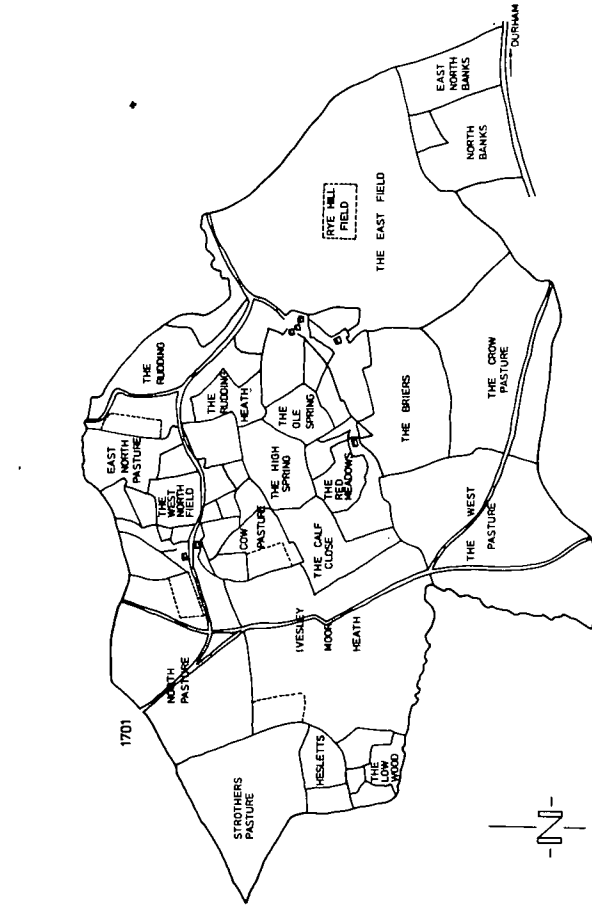 1701
STROTHERS
PASTURE
NORTH
PASTORE
HESLETTS
THE
LOW
WOOD
IVESLEY
MOOR
HEATH
EAST
NORTH
PASTURE
THE
WEST
NORTH
FIELD
COW
PASTURE
THE CALF
CLOSE
THE
RUDDING
THE
RUDDING
HEATH
THE HIGH
SPRING
THE
OLE
SPRING
THE
RED
MEADOWS
THE BRIERS
THE WEST
PASTURE
THE CROW
PASTURE
RYE HILL
FIELD
THE EAST FIELD
NORTH
BANKS
EAST
NORTH
BANKS
DURHAM
N